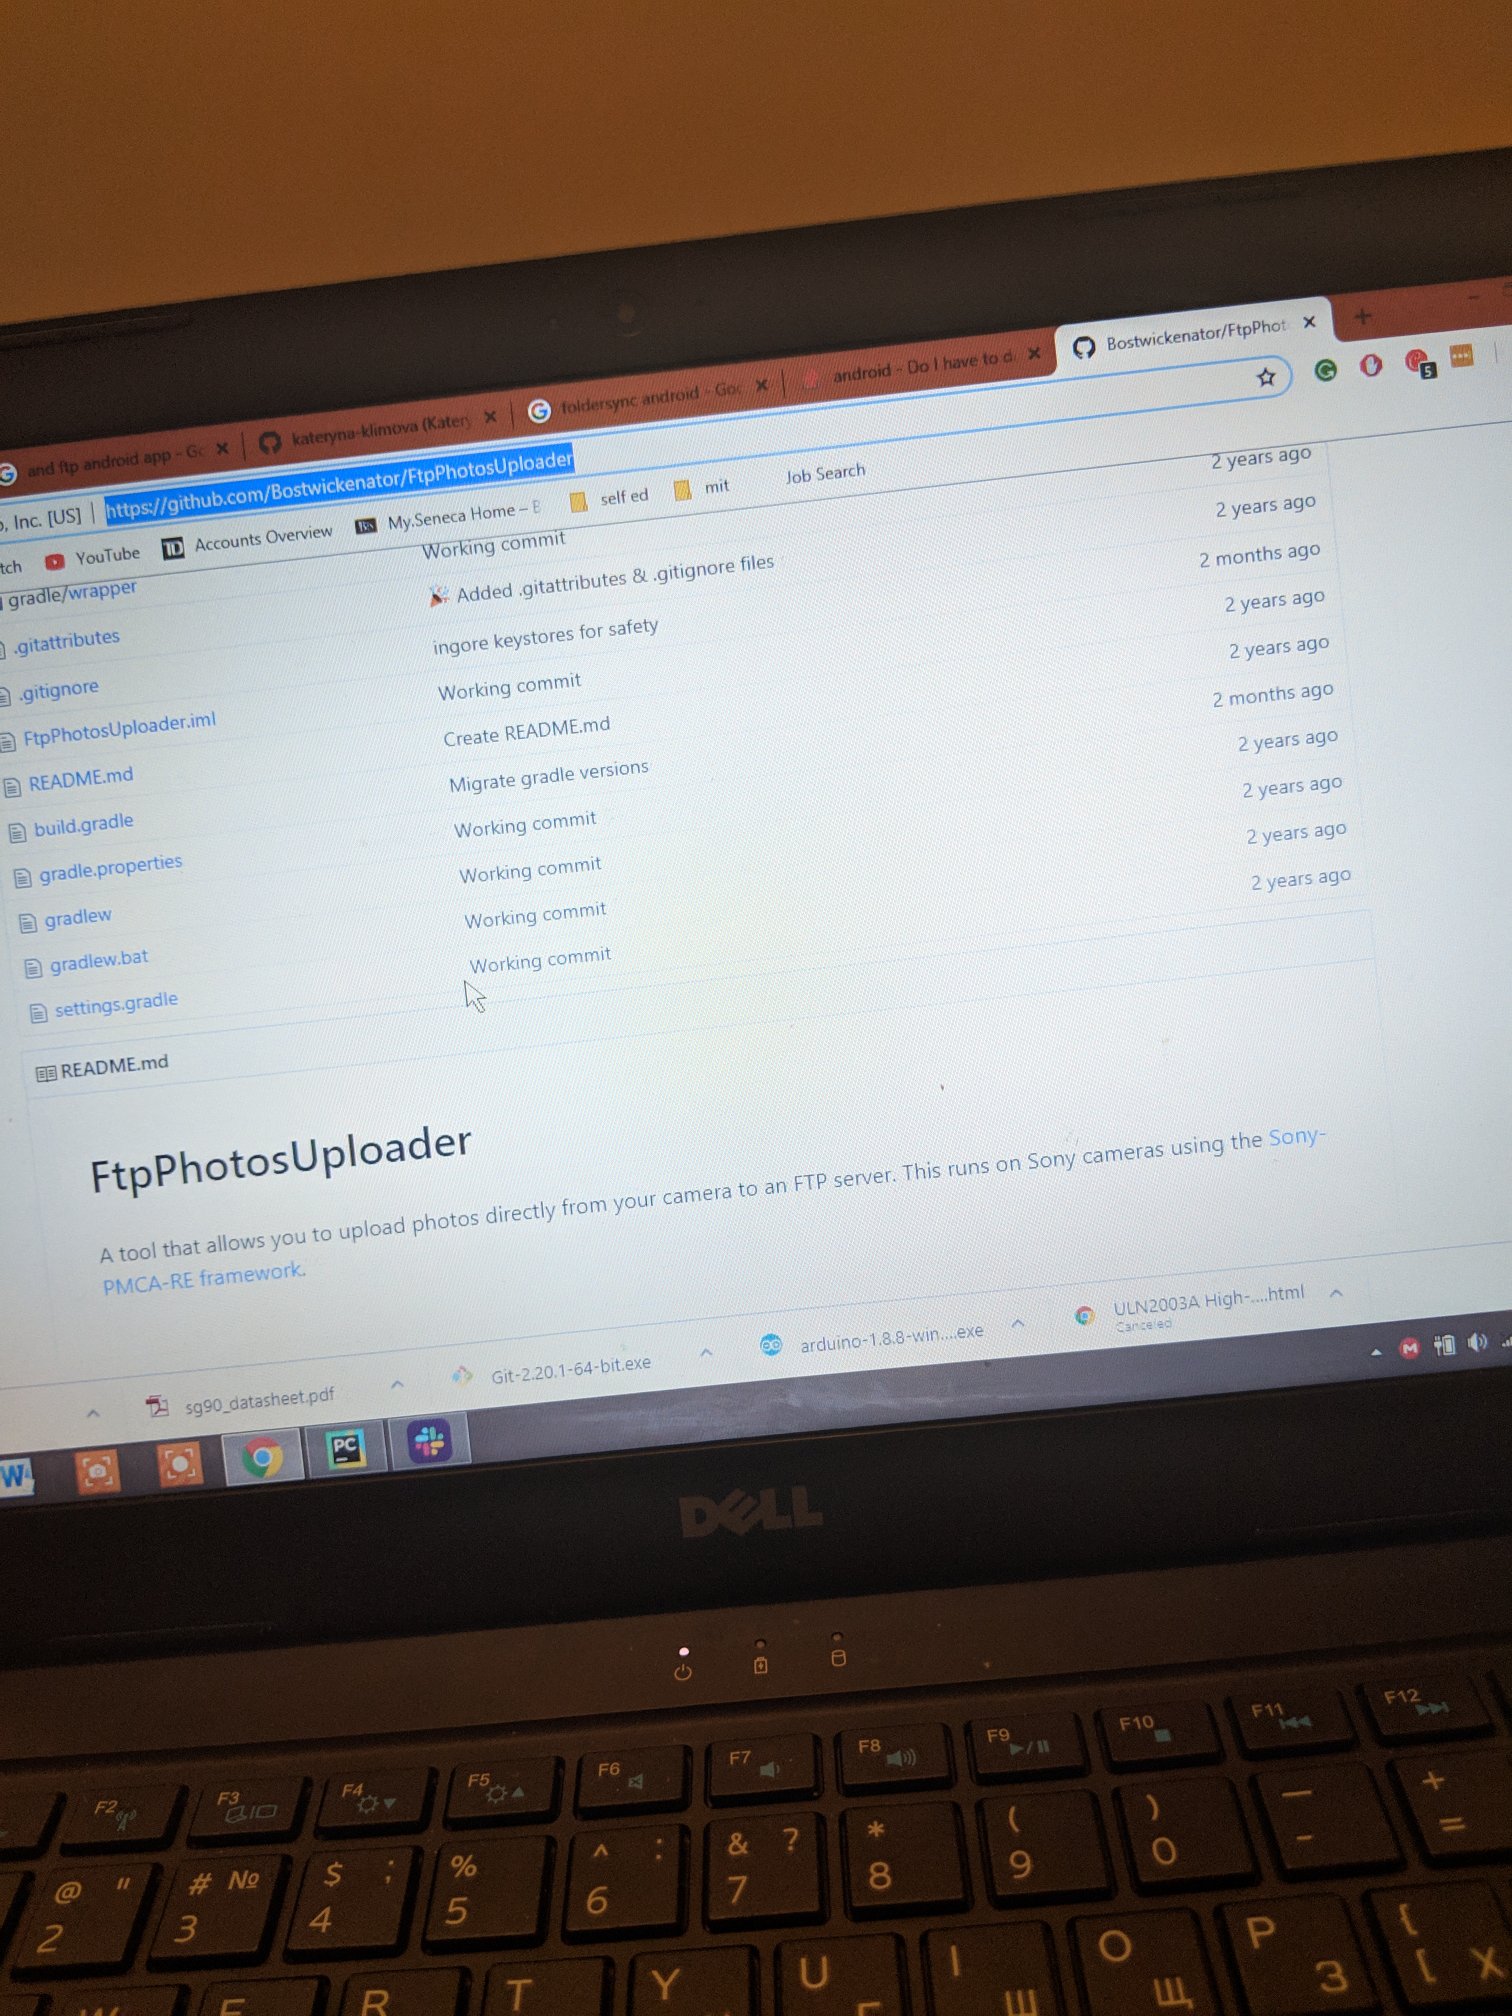 and ftp android app - Go
kateryna-klimova (Katery
foldersync android - Goo
android - Do I have to d
Bostwickenator/FtpPhot
Inc. [US]
https://github.com/Bostwickenator/FtpPhotosUploader
5
tch
YouTube
Accounts Overview
My.Seneca Home – E
self ed
mit
Job Search
gradle/wrapper
Working commit
2 years ago
.gitattributes
Added .gitattributes & .gitignore files
2 years ago
.gitignore
ingore keystores for safety
2 months ago
FtpPhotosUploader.iml
Working commit
2 years ago
README.md
Create README.md
2 years ago
build.gradle
Migrate gradle versions
2 months ago
gradle.properties
Working commit
2 years ago
gradlew
Working commit
2 years ago
gradlew.bat
Working commit
2 years ago
settings.gradle
Working commit
2 years ago
README.md
FtpPhotosUploader
A tool that allows you to upload photos directly from your camera to an FTP server. This runs on Sony cameras using the Sony-
PMCA-RE framework.
sg90_datasheet.pdf
Git-2.20.1-64-bit.exe
arduino-1.8.8-win....exe
ULN2003A High-....html
Canceled
W
PC
M
DELL
F2
F3
F4
F5
F6
F7
F8
F9
F10
F11
F12
@ " 2
# № 3
$ ; 4
% 5
^ : 6
& ? 7
* 8
( 9
) 0
— -
+ =
R
T
Y
U
I Ш
O Щ
P З
{ [ Х